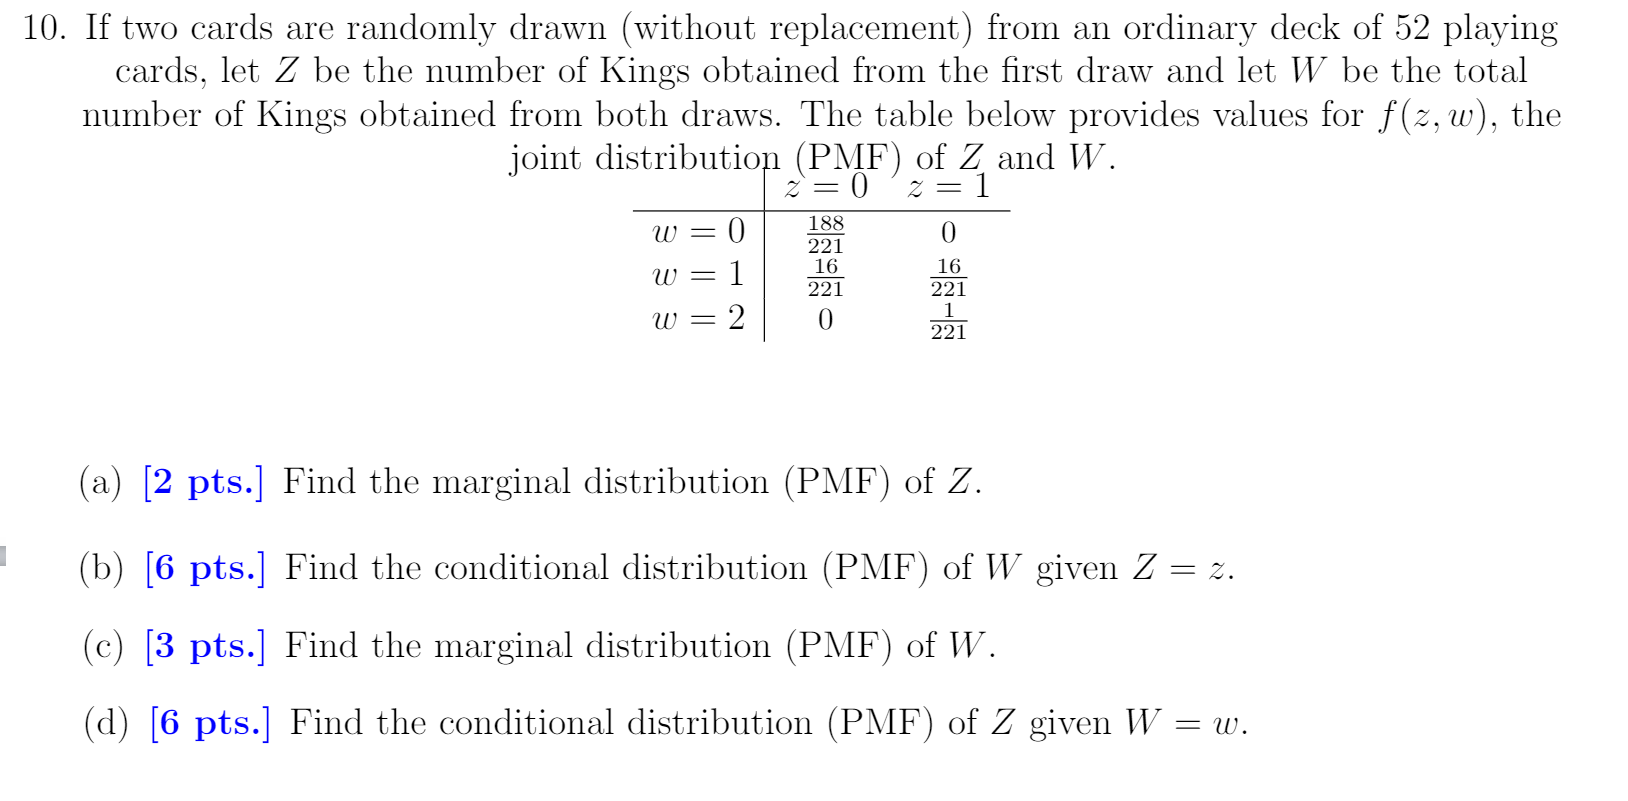 10. If two cards are randomly drawn (without replacement) from an ordinary deck of 52 playing
cards, let Z be the number of Kings obtained from the first draw and let W be the total
number of Kings obtained from both draws. The table below provides values for f(z, w), the
joint distribution (PMF) of Z and W.
z = 0 z = 1
w = 0 188/221 0
w = 1 16/221 16/221
w = 2 0 1/221
(a) [2 pts.] Find the marginal distribution (PMF) of Z.
(b) [6 pts.] Find the conditional distribution (PMF) of W given Z = z.
(c) [3 pts.] Find the marginal distribution (PMF) of W.
(d) [6 pts.] Find the conditional distribution (PMF) of Z given W = w.